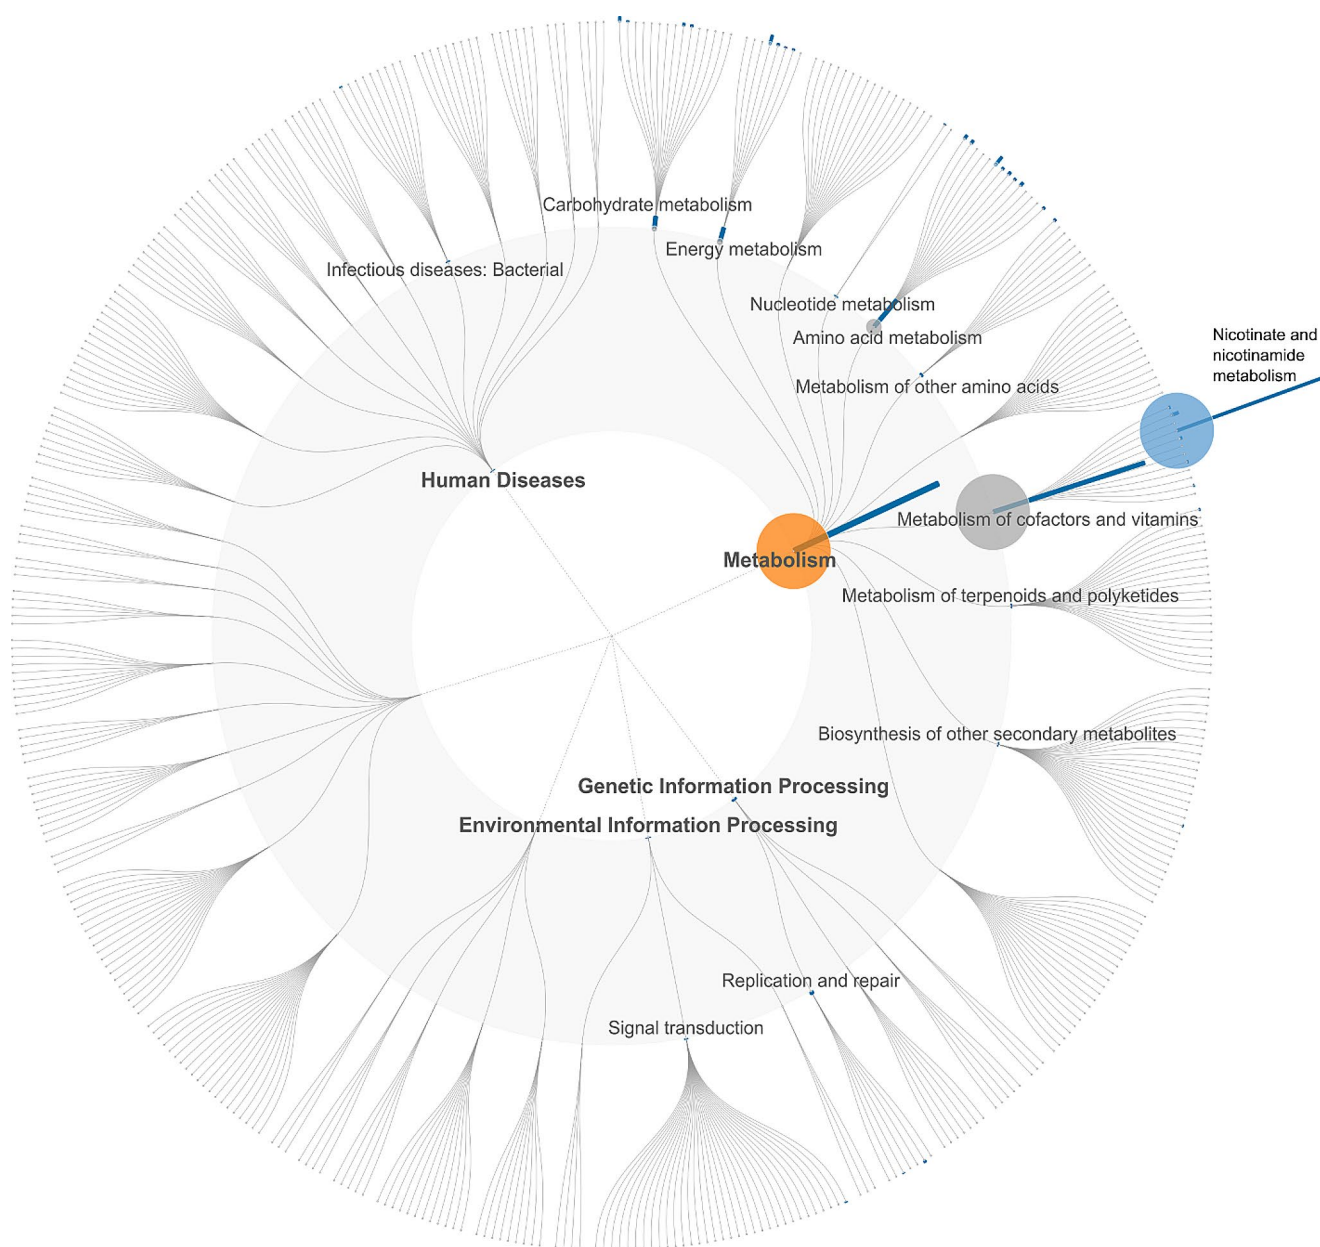 Carbohydrate metabolism
Energy metabolism
Infectious diseases: Bacterial
Nucleotide metabolism
Amino acid metabolism
Nicotinate and
nicotinamide
metabolism
Metabolism of other amino acids
Human Diseases
Metabolism of cofactors and vitamins
Metabolism
Metabolism of terpenoids and polyketides
Biosynthesis of other secondary metabolites
Genetic Information Processing
Environmental Information Processing
Replication and repair
Signal transduction